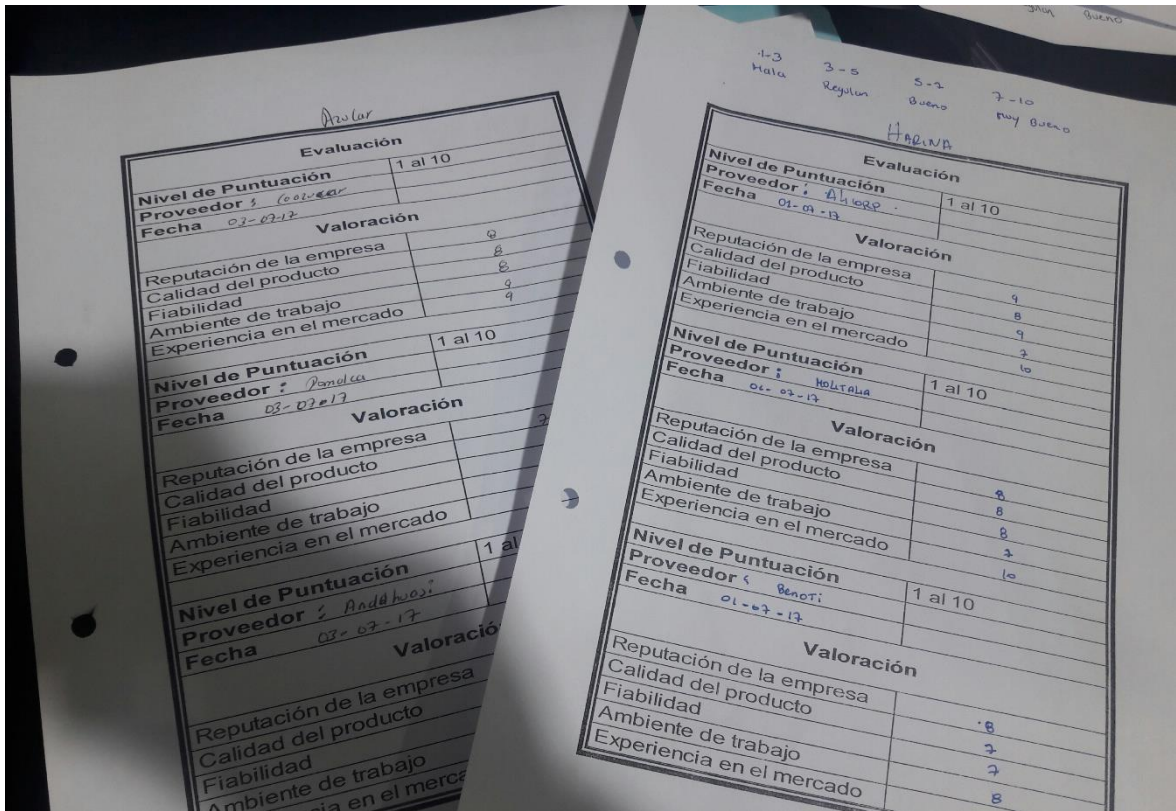 Azucar
Evaluación
Nivel de Puntuación 1 al 10
Proveedor :
Fecha 03-07-17
Valoración
Reputación de la empresa
Calidad del producto 8
Fiabilidad 8
Ambiente de trabajo 9
Experiencia en el mercado 9
Nivel de Puntuación 1 al 10
Proveedor : Pomalca
Fecha 03-07-17
Valoración
Reputación de la empresa 7
Calidad del producto
Fiabilidad
Ambiente de trabajo
Experiencia en el mercado
Nivel de Puntuación 1 al
Proveedor : Andahuasi
Fecha 03-07-17
Valoració
Reputación de la empresa
Calidad del producto
Fiabilidad
Ambiente de trabajo
ia en el merca
Bueno
1-3 3-5 5-7 7-10
Mala Regular Bueno Muy Bueno
HARINA
Evaluación
Nivel de Puntuación 1 al 10
Proveedor : Alicorp
Fecha 01-07-17
Valoración
Reputación de la empresa 9
Calidad del producto 8
Fiabilidad 9
Ambiente de trabajo 7
Experiencia en el mercado 10
Nivel de Puntuación 1 al 10
Proveedor : MOLITALIA
Fecha 01-07-17
Valoración
Reputación de la empresa 8
Calidad del producto 8
Fiabilidad 8
Ambiente de trabajo 7
Experiencia en el mercado 10
Nivel de Puntuación 1 al 10
Proveedor : BenoTi
Fecha 01-07-17
Valoración
Reputación de la empresa 8
Calidad del producto 7
Fiabilidad 7
Ambiente de trabajo 8
Experiencia en el mercado